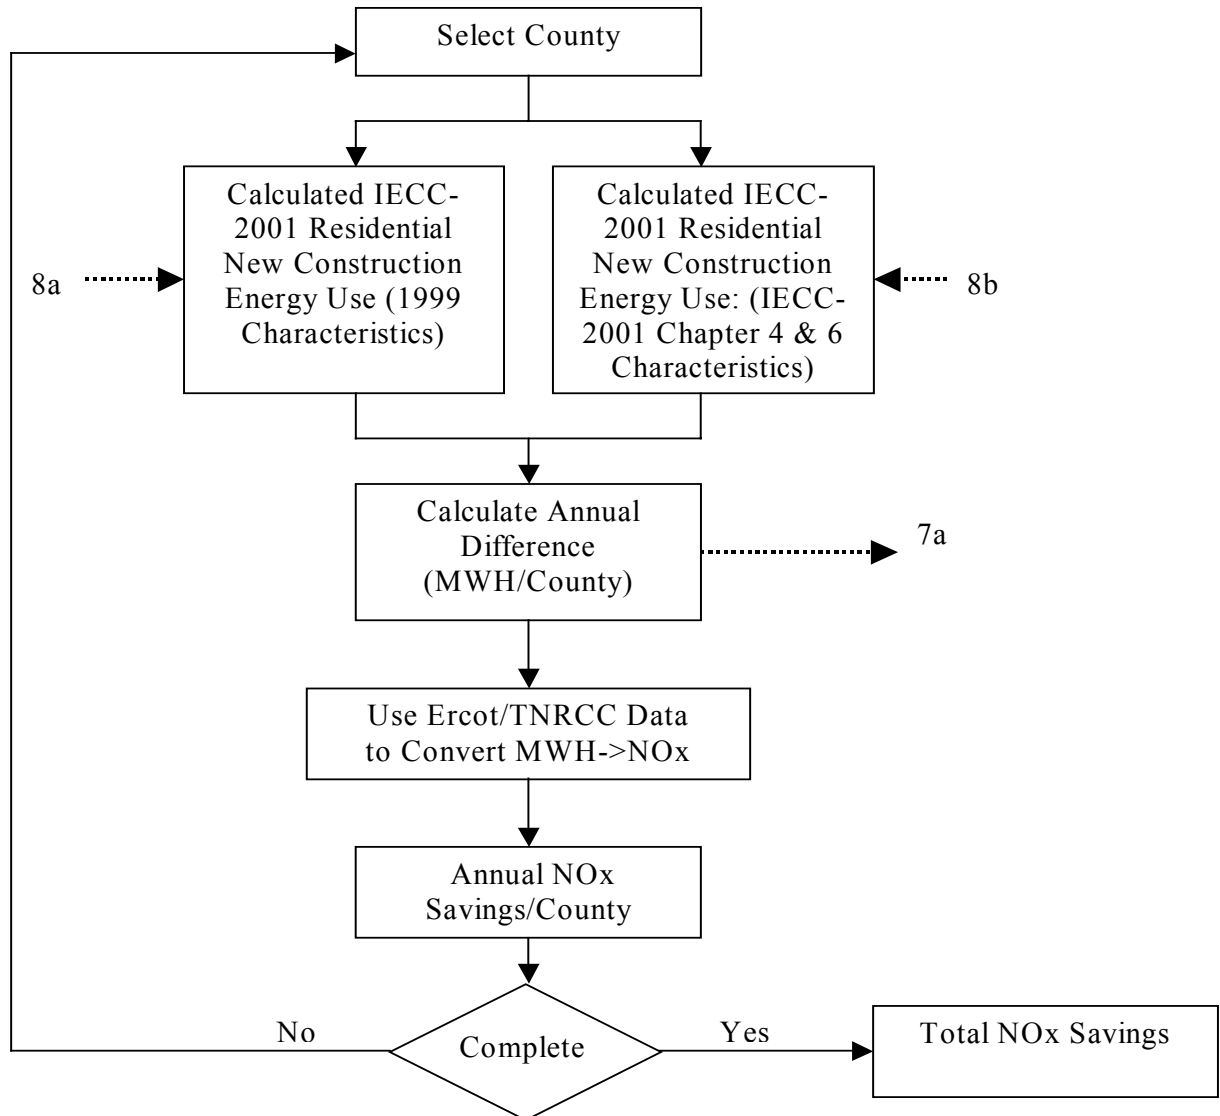 Select County
Calculated IECC-
2001 Residential
New Construction
Energy Use (1999
Characteristics)
Calculated IECC-
2001 Residential
New Construction
Energy Use: (IECC-
2001 Chapter 4 & 6
Characteristics)
8a
8b
Calculate Annual
Difference
(MWH/County)
7a
Use Ercot/TNRCC Data
to Convert MWH->NOx
Annual NOx
Savings/County
No
Complete
Yes
Total NOx Savings